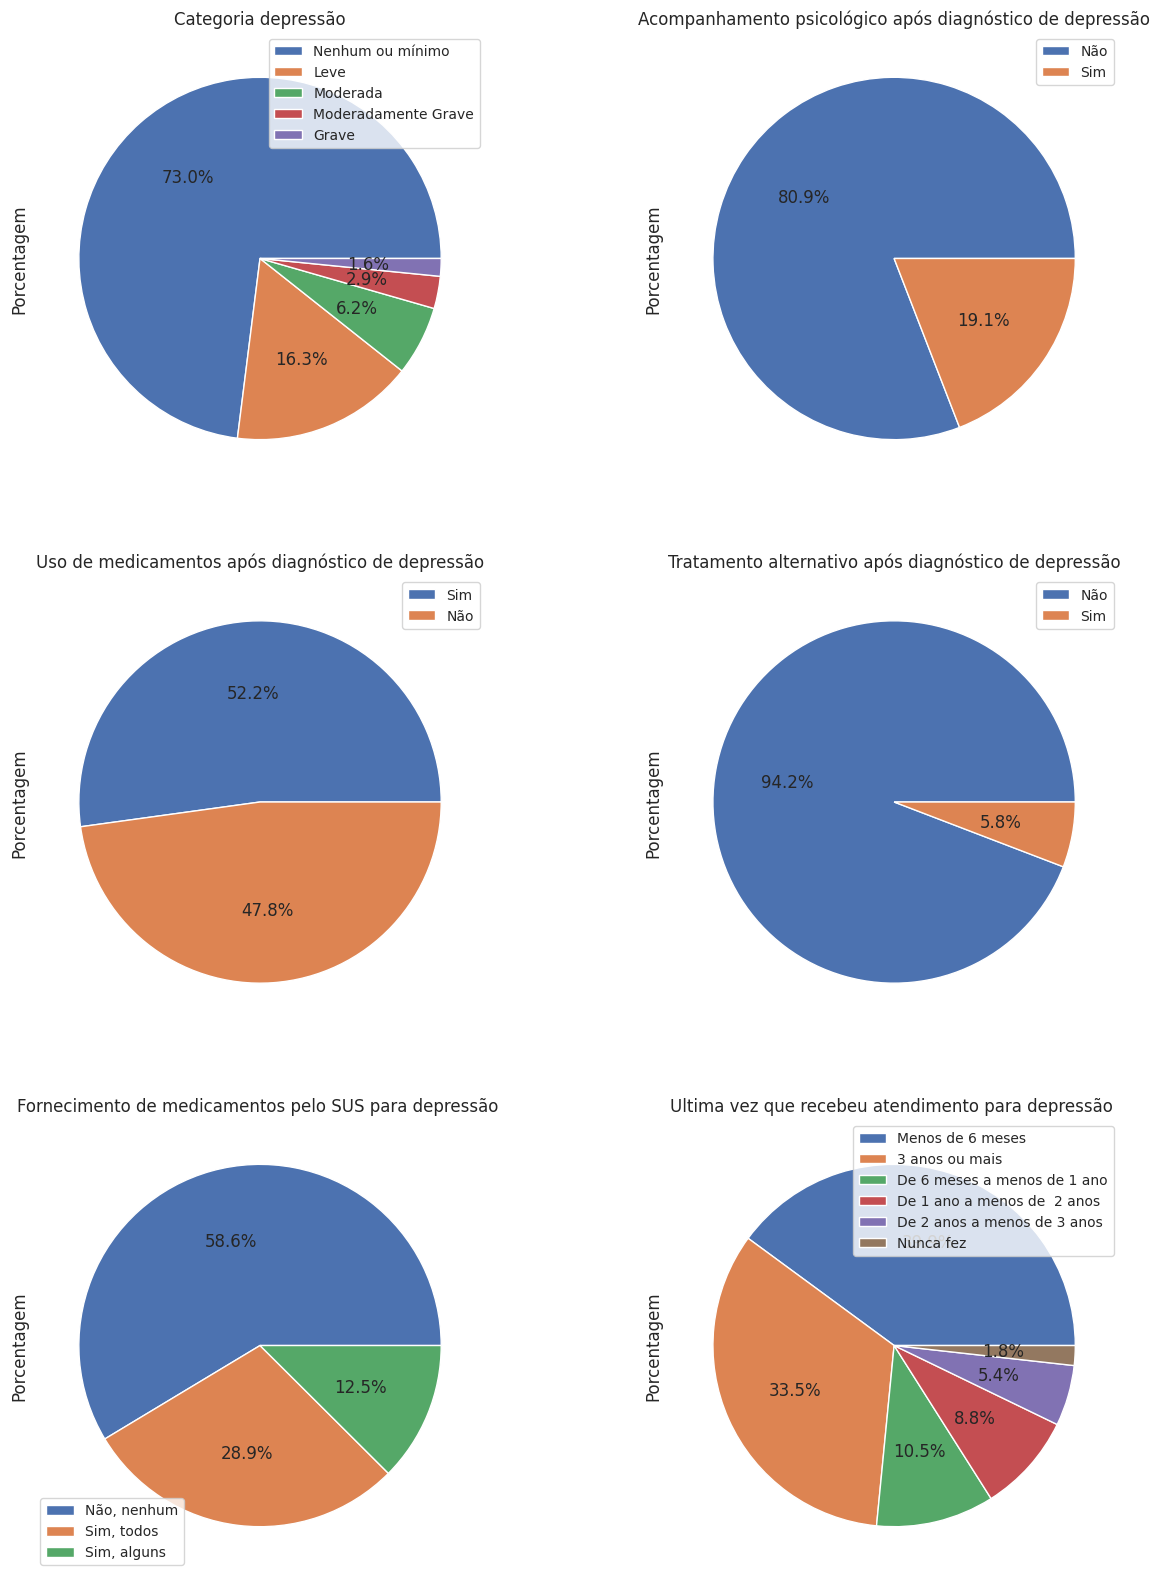 Categoria depressão
Nenhum ou mínimo
Leve
Moderada
Moderadamente Grave
Grave
73.0%
1.6%
2.9%
6.2%
16.3%
Porcentagem
Acompanhamento psicológico após diagnóstico de depressão
Não
Sim
80.9%
19.1%
Porcentagem
Uso de medicamentos após diagnóstico de depressão
Sim
Não
52.2%
47.8%
Porcentagem
Tratamento alternativo após diagnóstico de depressão
Não
Sim
94.2%
5.8%
Porcentagem
Fornecimento de medicamentos pelo SUS para depressão
58.6%
12.5%
28.9%
Porcentagem
Não, nenhum
Sim, todos
Sim, alguns
Ultima vez que recebeu atendimento para depressão
Menos de 6 meses
3 anos ou mais
De 6 meses a menos de 1 ano
De 1 ano a menos de  2 anos
De 2 anos a menos de 3 anos
Nunca fez
1.8%
5.4%
33.5%
8.8%
10.5%
Porcentagem